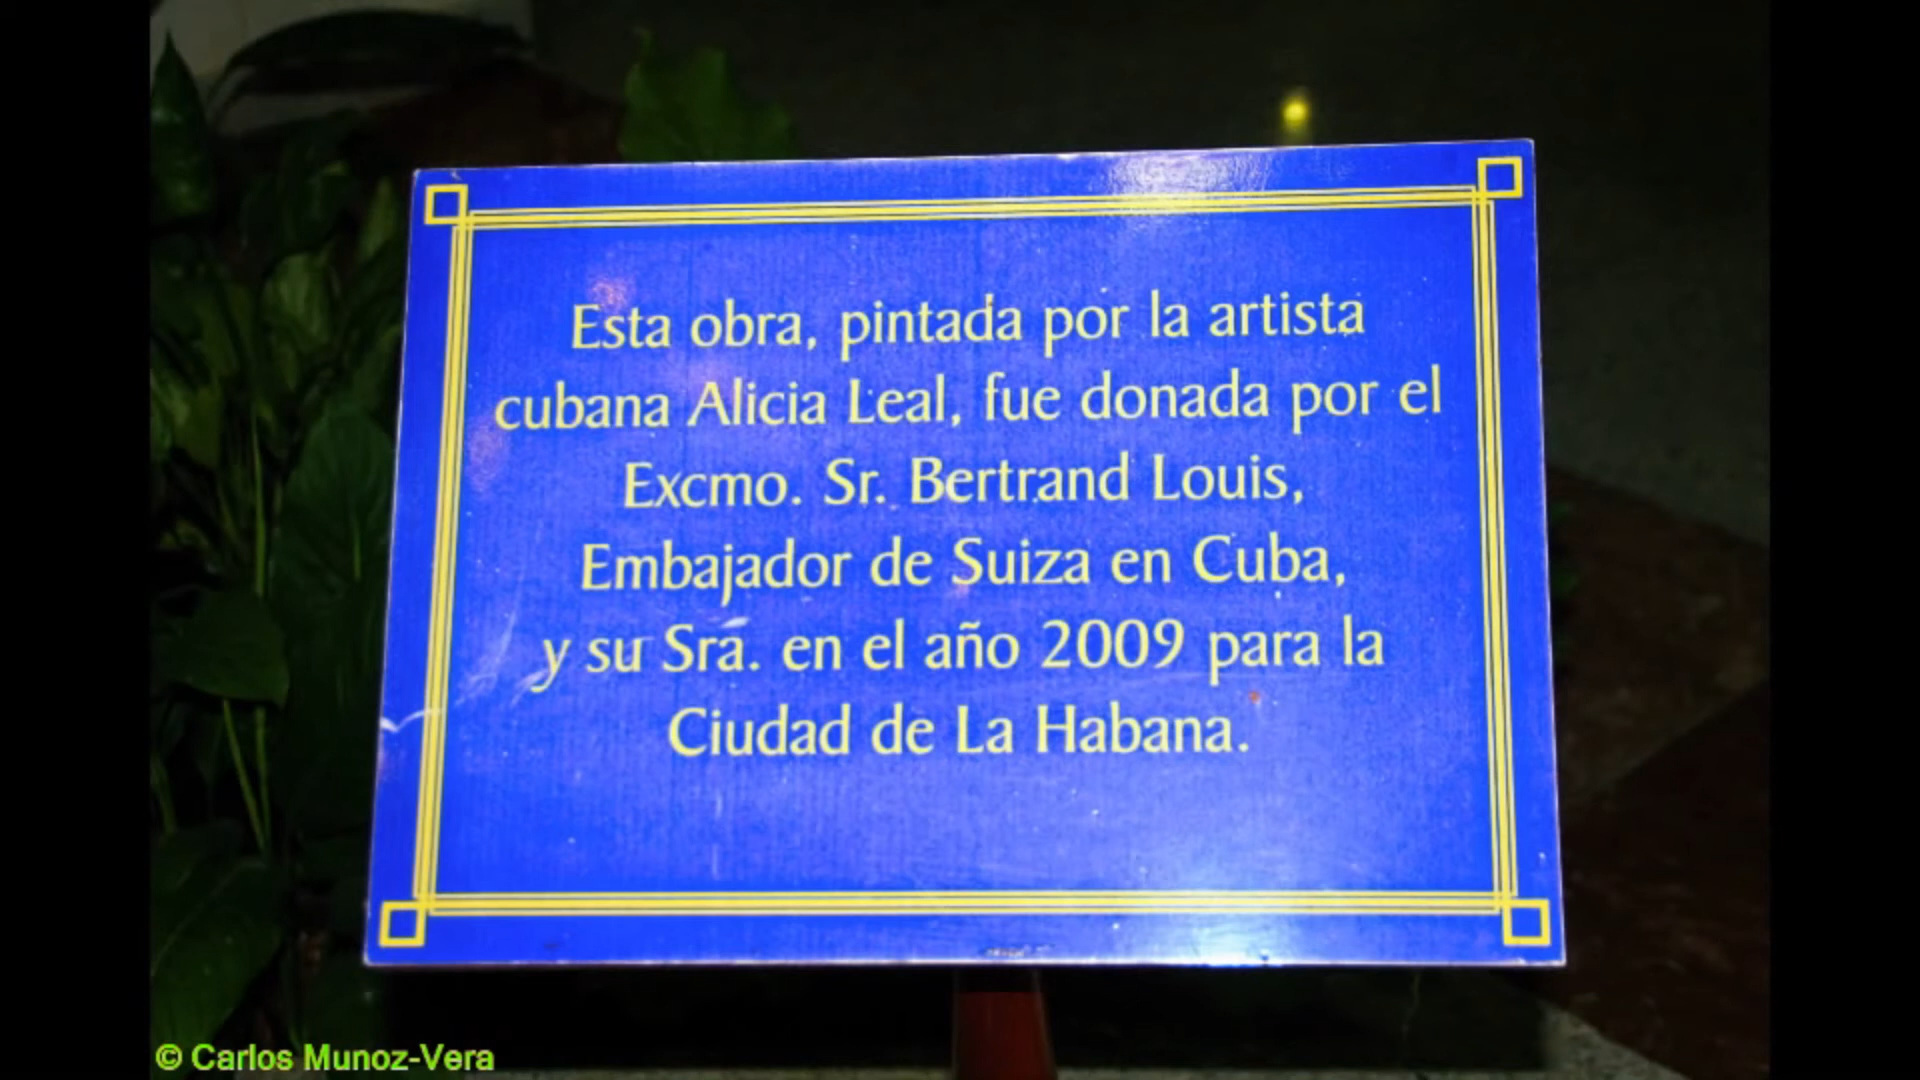 Esta obra, pintada por la artista
cubana Alicia Leal, fue donada por el
Excmo. Sr. Bertrand Louis,
Embajador de Suiza en Cuba,
y su Sra. en el año 2009 para la
Ciudad de La Habana.
© Carlos Munoz-Vera